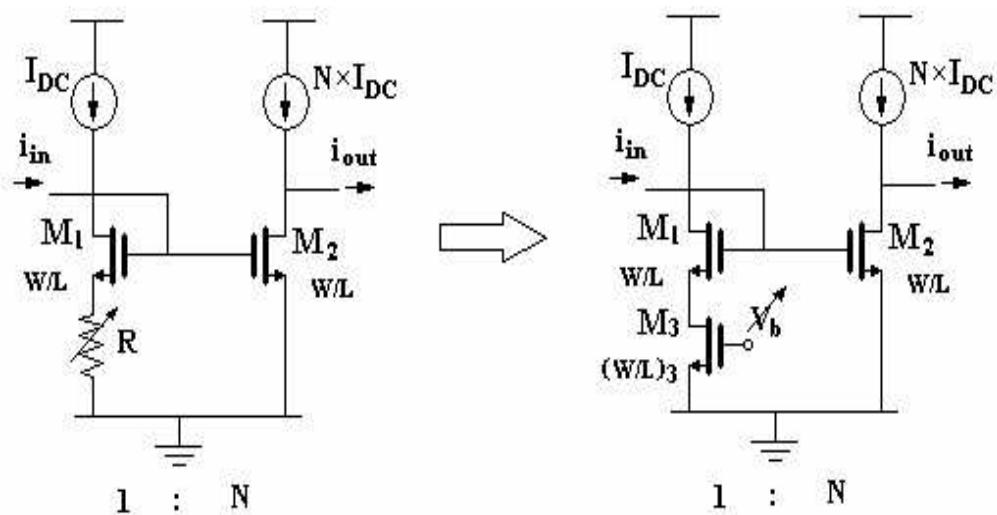 I_DC N×I_DC
i_in i_out
M_1 M_2
W/L W/L
R
1 : N
I_DC N×I_DC
i_in i_out
M_1 M_2
W/L W/L
M_3 V_b
(W/L)_3
1 : N